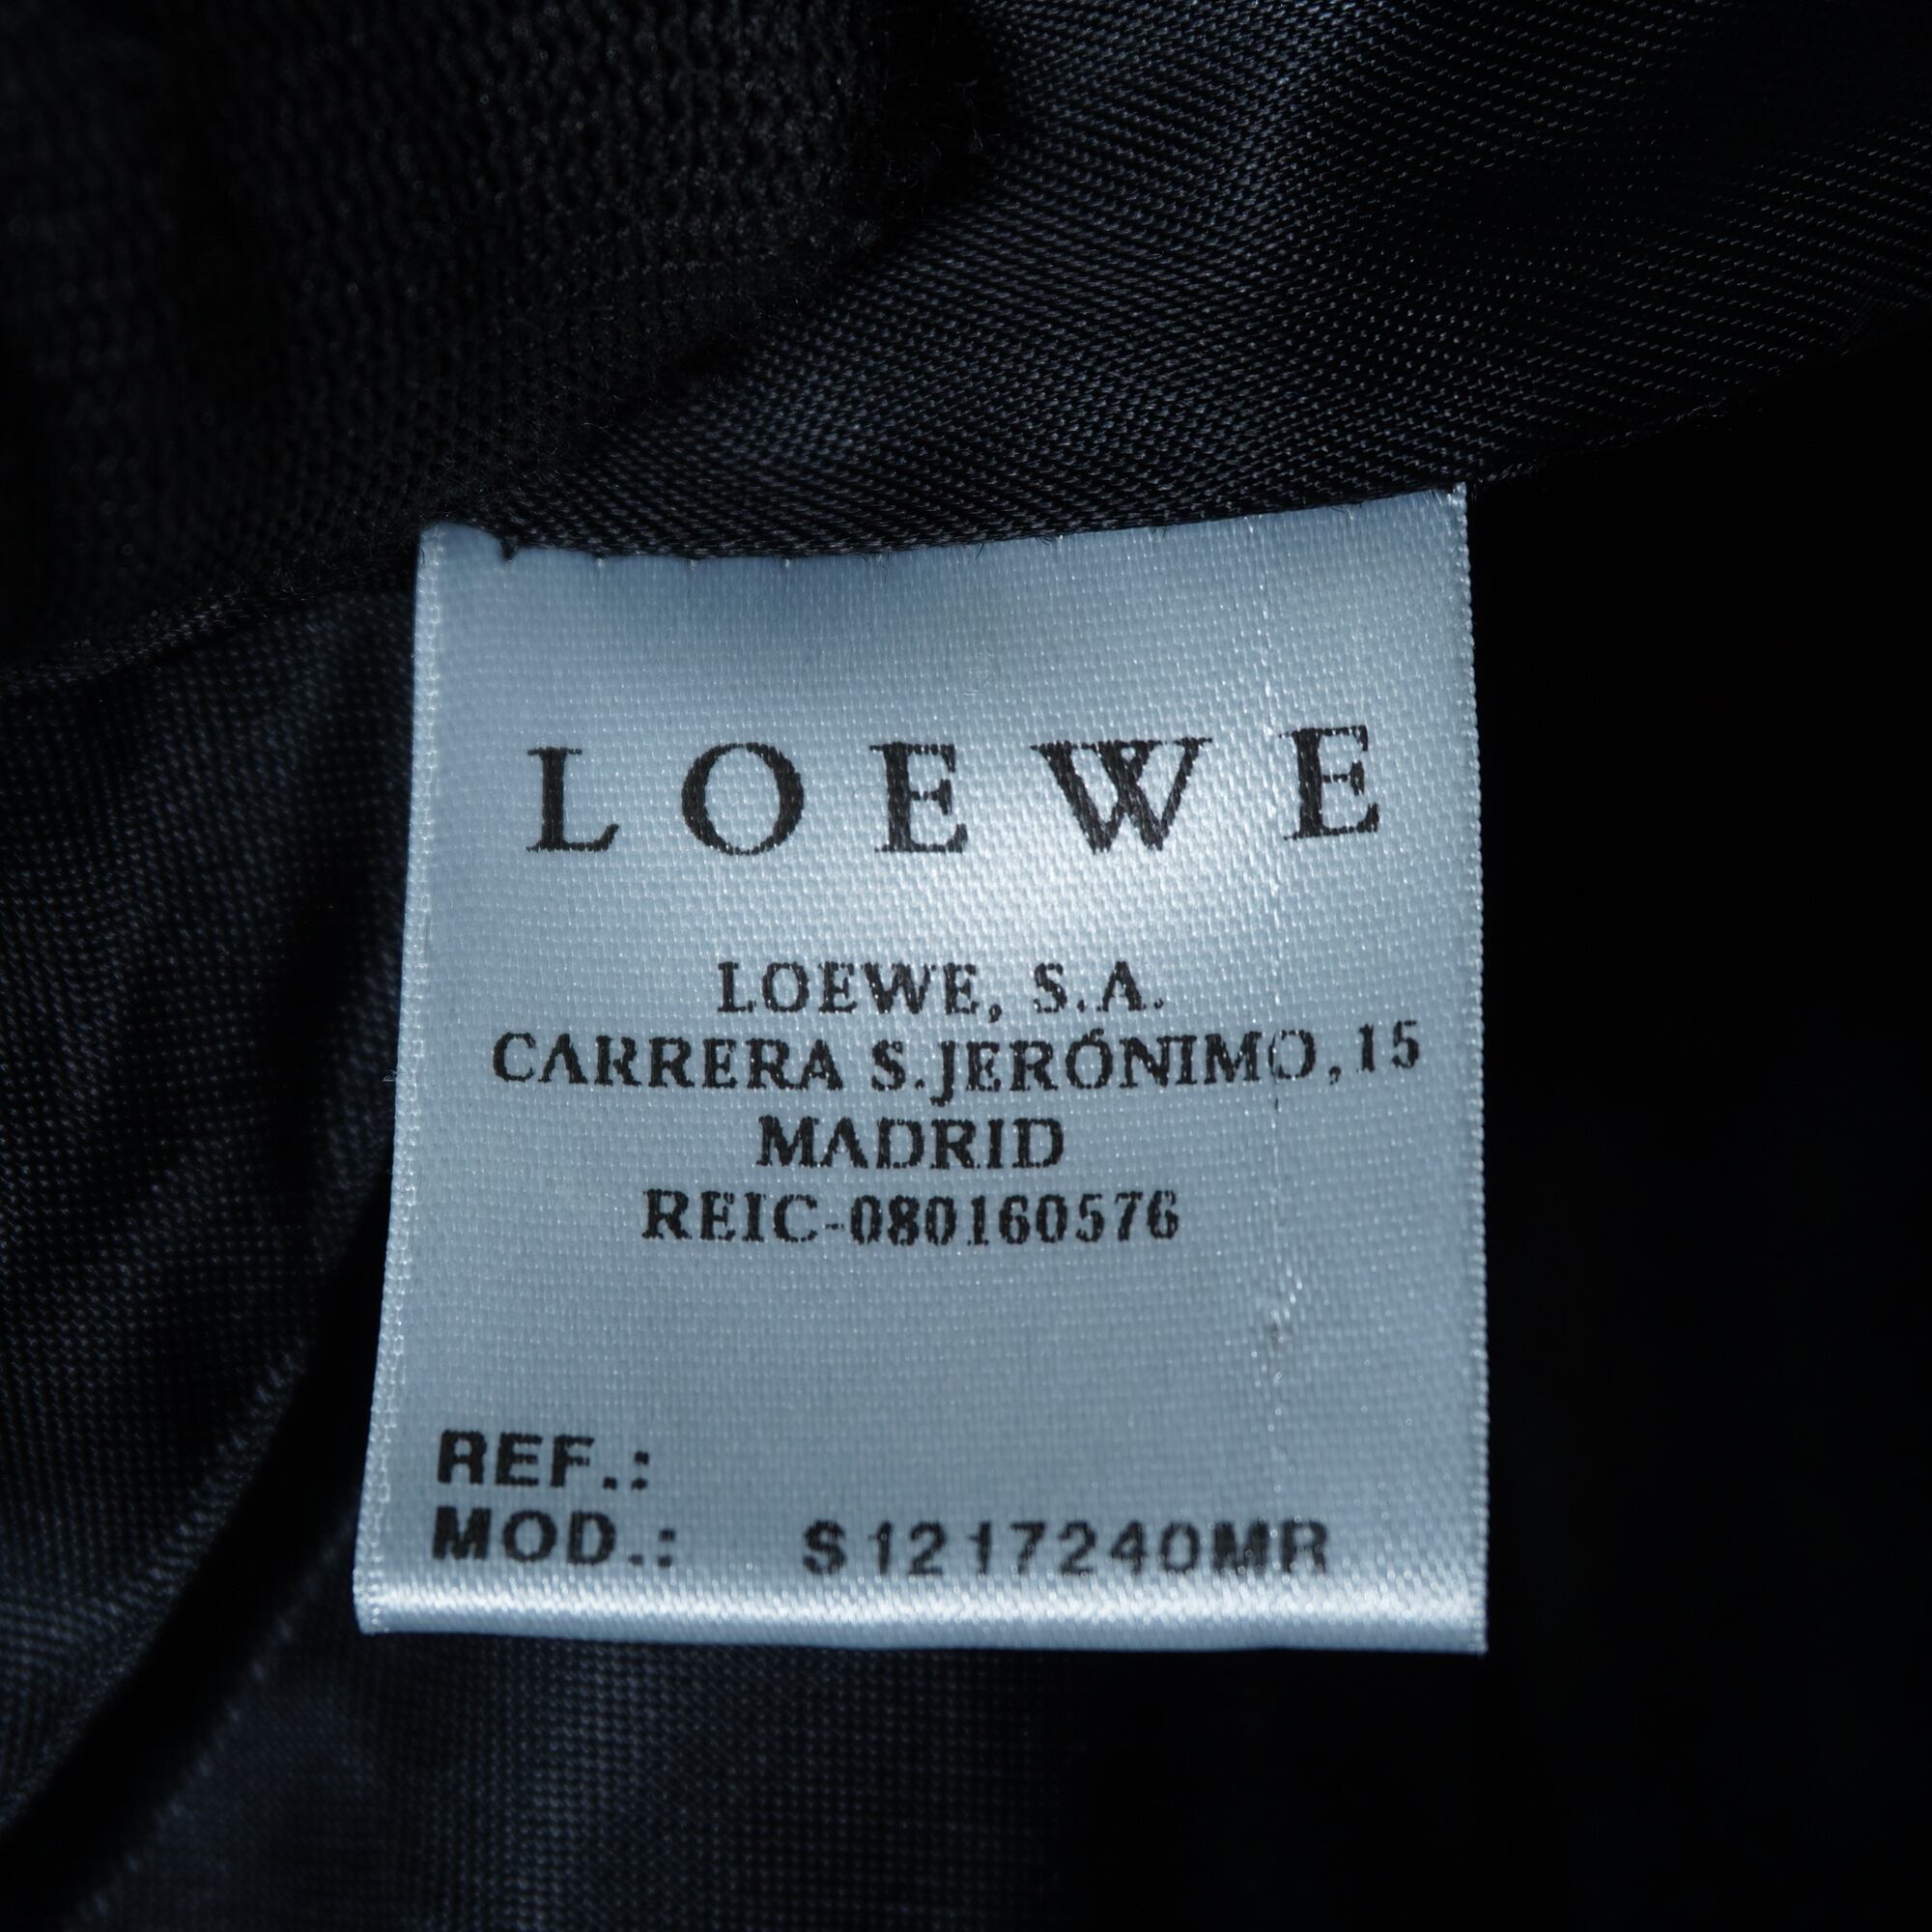 LOEWE
LOEWE, S.A.
CARRERA S.JERÓNIMO,15
MADRID
REIC-080160576
REF.:
MOD.: S1217240MR